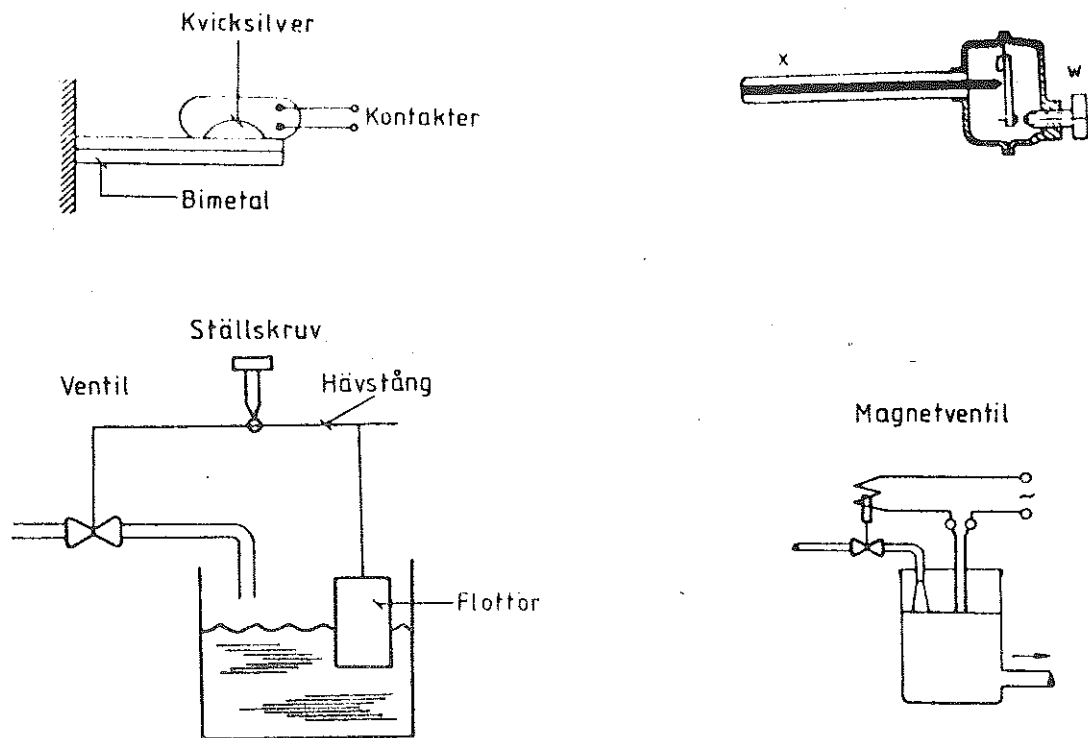 Kvicksilver
Kontakter
Bimetal
x
w
Ställskruv
Ventil
Hävstång
Flottör
Magnetventil
~